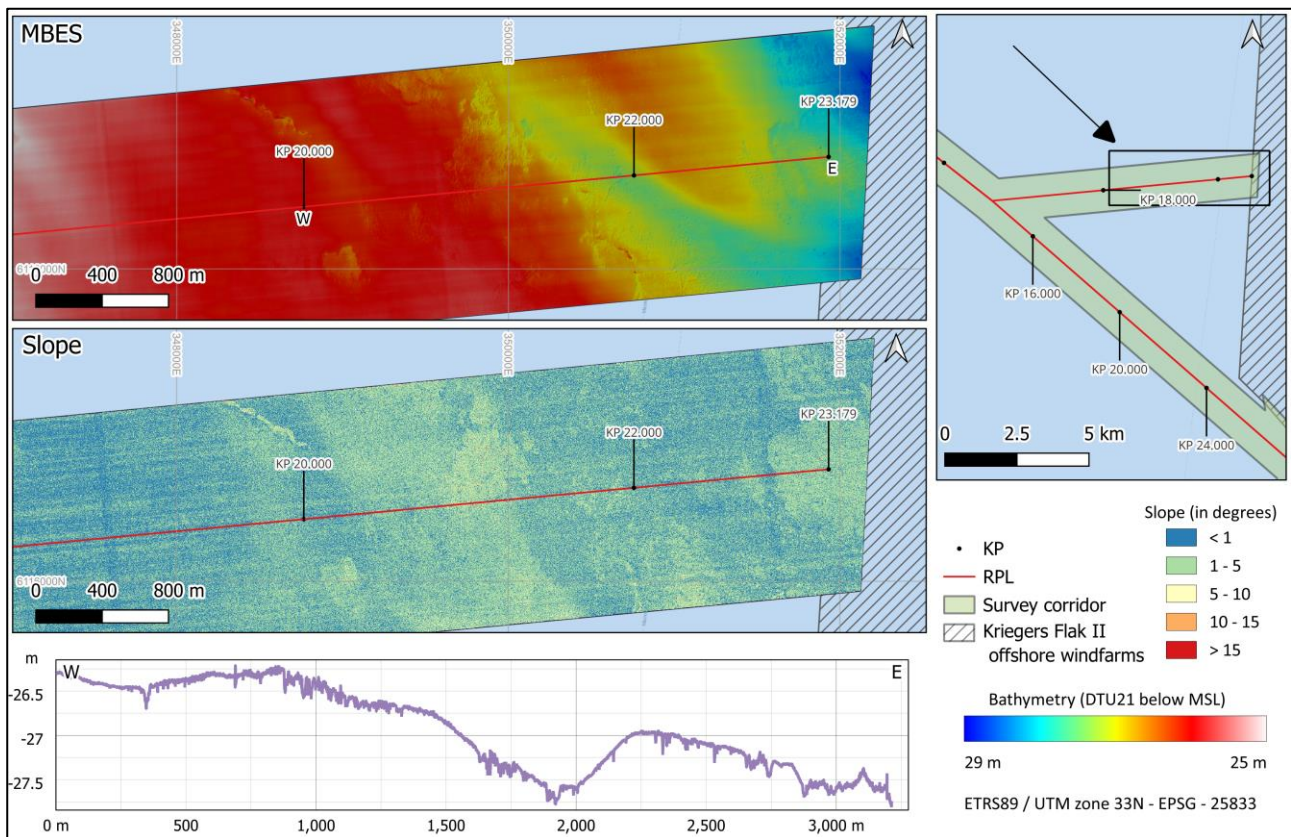 MBES
348000E
350000E
352000E
KP 23.179
KP 22.000
KP 20.000
E
W
0 400 800 m
KP 18.000
KP 16.000
KP 20.000
KP 24.000
0 2.5 5 km
Slope
348000E
350000E
352000E
KP 23.179
KP 22.000
KP 20.000
6115000N
0 400 800 m
Slope (in degrees)
< 1
1 - 5
5 - 10
10 - 15
> 15
KP
RPL
Survey corridor
Kriegers Flak II
offshore windfarms
Bathymetry (DTU21 below MSL)
29 m 25 m
ETRS89 / UTM zone 33N - EPSG - 25833
m W E
-26.5
-27
-27.5
0 m 500 1,000 1,500 2,000 2,500 3,000 m